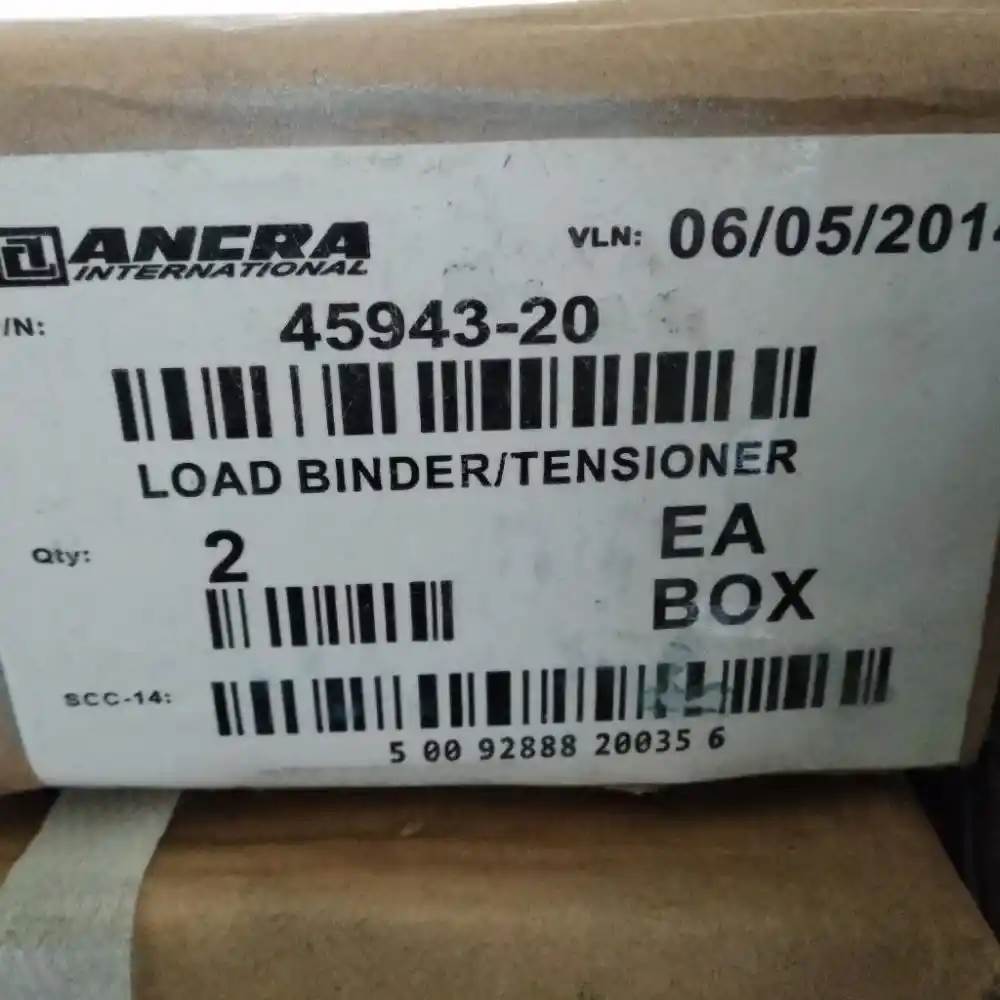 ANCRA
INTERNATIONAL
VLN: 06/05/2014
/N: 45943-20
LOAD BINDER/TENSIONER
Qty: 2 EA
BOX
SCC-14:
5 00 92888 20035 6